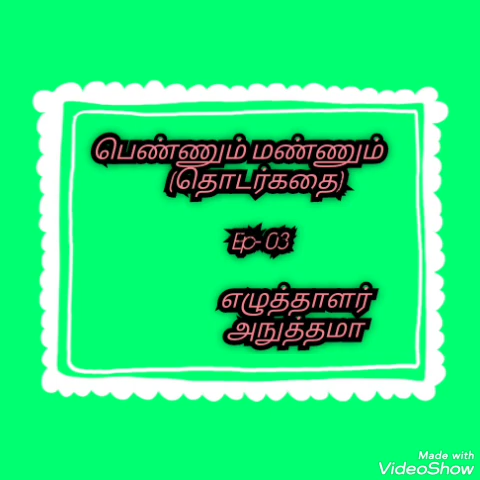 பெண்ணும் மண்ணும்
(தொடர்கதை)
Ep- 03
எழுத்தாளர்
அநுத்தமா
Made with
VideoShow